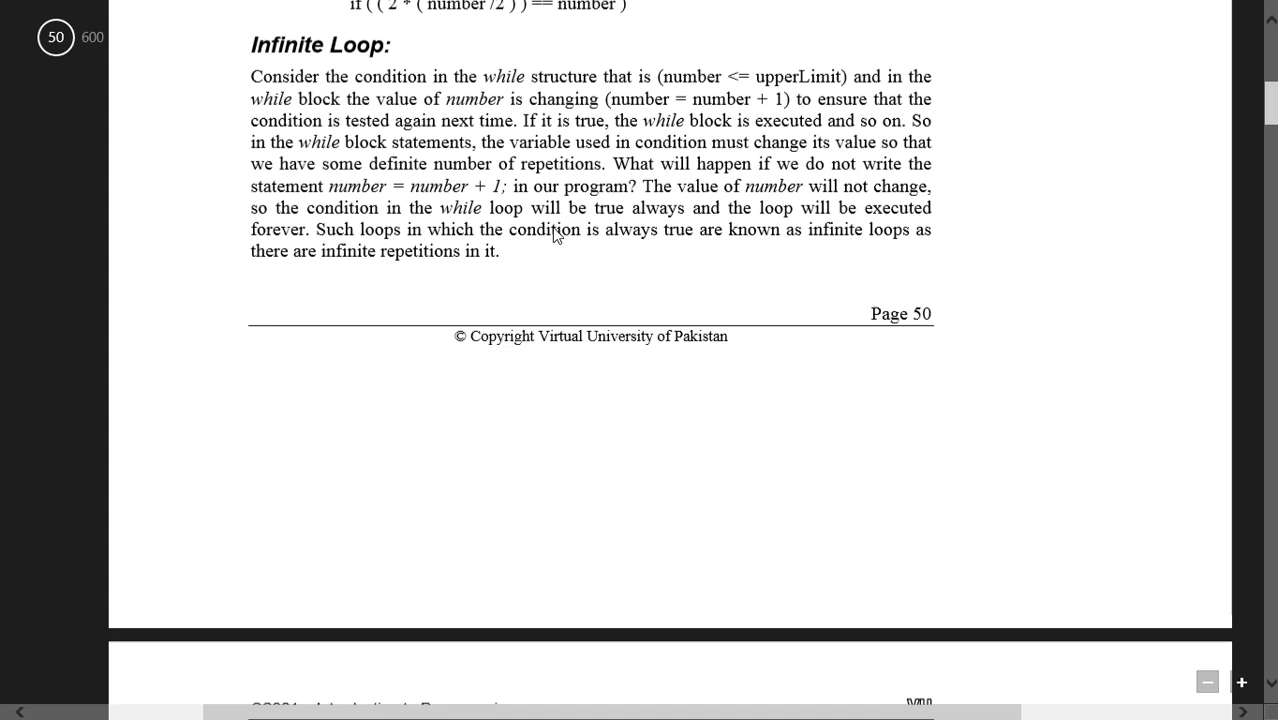 if ( ( 2 * ( number /2 ) ) == number )
50 600
Infinite Loop:
Consider the condition in the while structure that is (number <= upperLimit) and in the
while block the value of number is changing (number = number + 1) to ensure that the
condition is tested again next time. If it is true, the while block is executed and so on. So
in the while block statements, the variable used in condition must change its value so that
we have some definite number of repetitions. What will happen if we do not write the
statement number = number + 1; in our program? The value of number will not change,
so the condition in the while loop will be true always and the loop will be executed
forever. Such loops in which the condition is always true are known as infinite loops as
there are infinite repetitions in it.
Page 50
© Copyright Virtual University of Pakistan